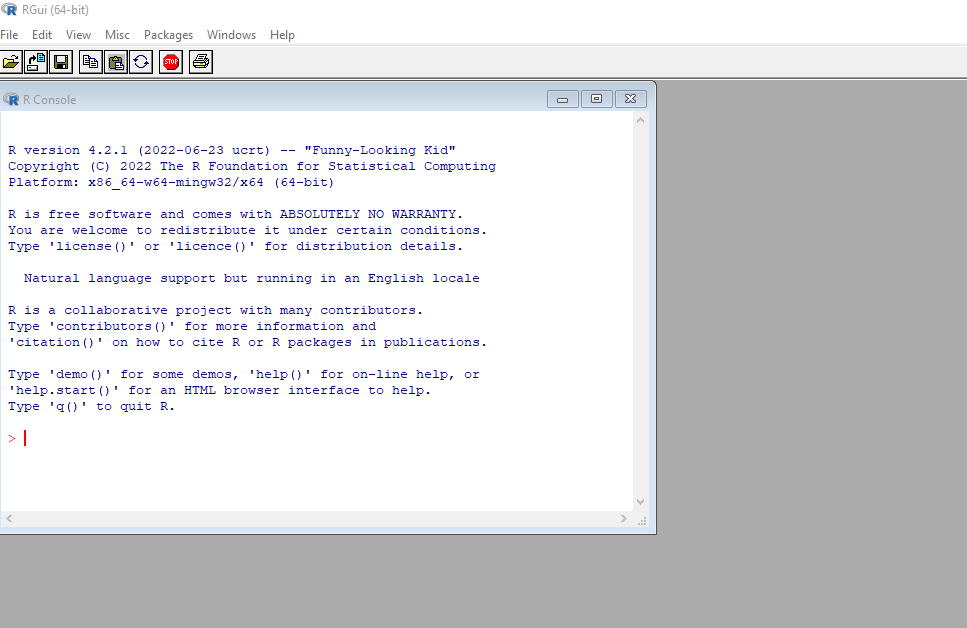 RGui (64-bit)
File Edit View Misc Packages Windows Help
STOP
R Console
R version 4.2.1 (2022-06-23 ucrt) -- "Funny-Looking Kid"
Copyright (C) 2022 The R Foundation for Statistical Computing
Platform: x86_64-w64-mingw32/x64 (64-bit)
R is free software and comes with ABSOLUTELY NO WARRANTY.
You are welcome to redistribute it under certain conditions.
Type 'license()' or 'licence()' for distribution details.
Natural language support but running in an English locale
R is a collaborative project with many contributors.
Type 'contributors()' for more information and
'citation()' on how to cite R or R packages in publications.
Type 'demo()' for some demos, 'help()' for on-line help, or
'help.start()' for an HTML browser interface to help.
Type 'q()' to quit R.
>